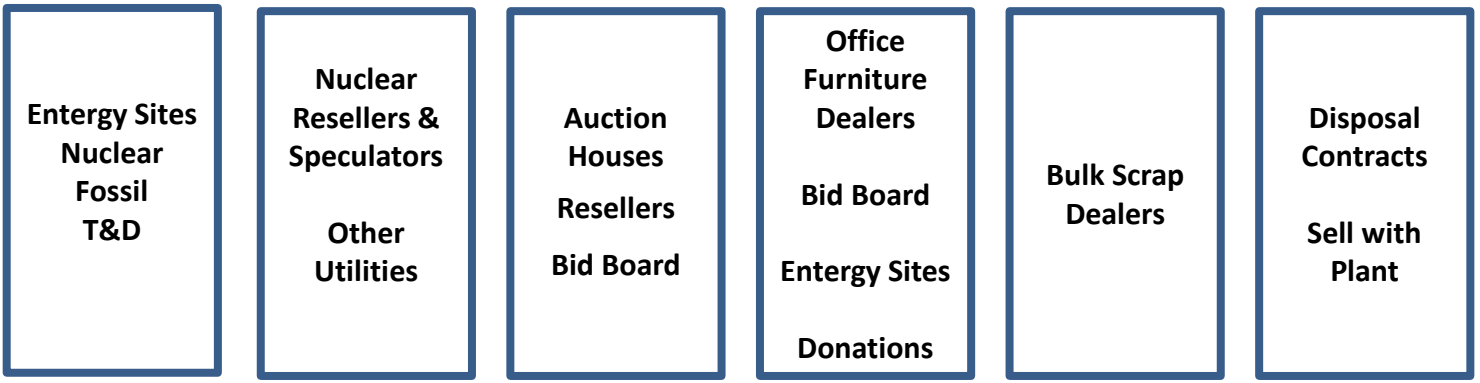 Entergy Sites
Nuclear
Fossil
T&D
Nuclear
Resellers &
Speculators
Other
Utilities
Auction
Houses
Resellers
Bid Board
Office
Furniture
Dealers
Bid Board
Entergy Sites
Donations
Bulk Scrap
Dealers
Disposal
Contracts
Sell with
Plant